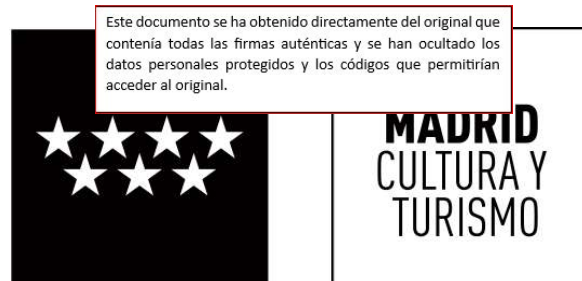 Este documento se ha obtenido directamente del original que
contenía todas las firmas auténticas y se han ocultado los
datos personales protegidos y los códigos que permitirían
acceder al original.
MADRID
CULTURA Y
TURISMO